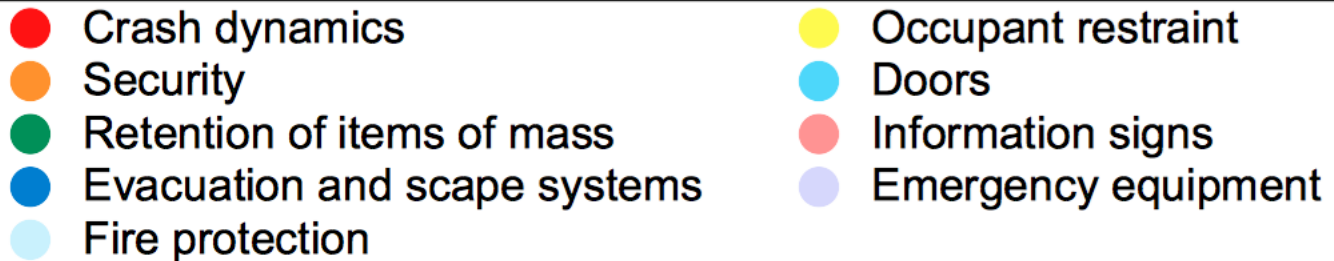 Crash dynamics
Security
Retention of items of mass
Evacuation and scape systems
Fire protection
Occupant restraint
Doors
Information signs
Emergency equipment